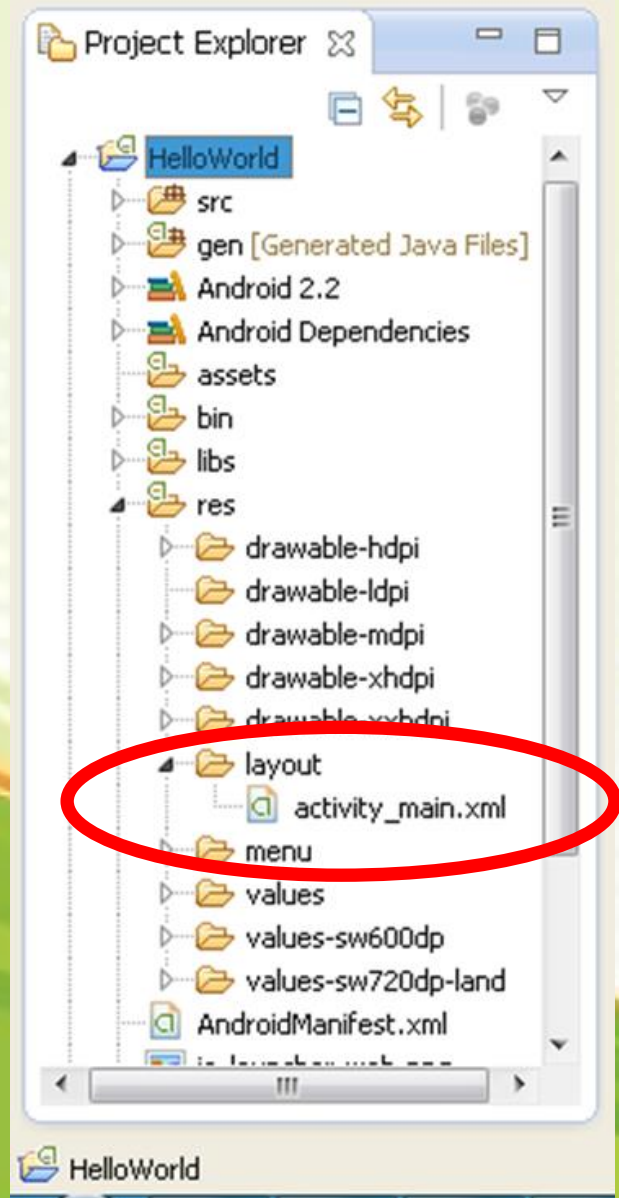 Project Explorer
HelloWorld
src
gen [Generated Java Files]
Android 2.2
Android Dependencies
assets
bin
libs
res
drawable-hdpi
drawable-ldpi
drawable-mdpi
drawable-xhdpi
drawable-xxhdpi
layout
activity_main.xml
menu
values
values-sw600dp
values-sw720dp-land
AndroidManifest.xml
HelloWorld